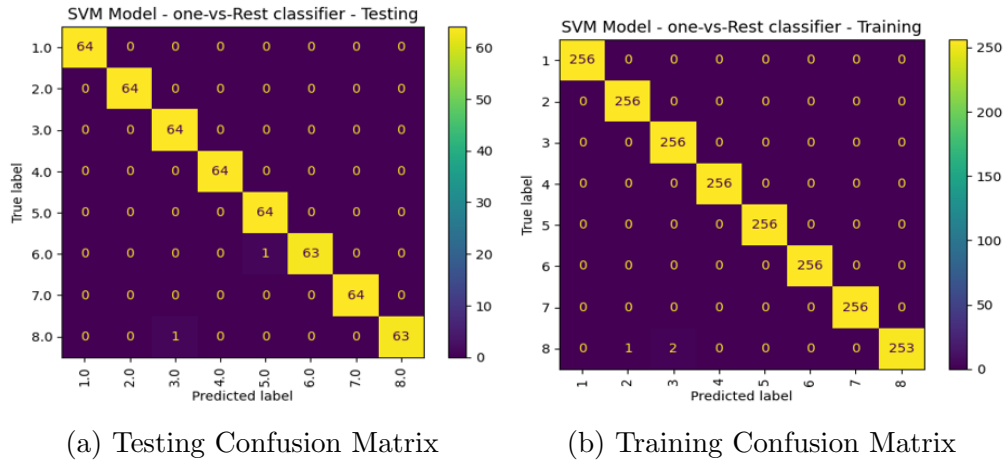 SVM Model - one-vs-Rest classifier - Testing
1.0 64 0 0 0 0 0 0 0
2.0 0 64 0 0 0 0 0 0
3.0 0 0 64 0 0 0 0 0
4.0 0 0 0 64 0 0 0 0
5.0 0 0 0 0 64 0 0 0
6.0 0 0 0 0 1 63 0 0
7.0 0 0 0 0 0 0 64 0
8.0 0 0 1 0 0 0 0 63
1.0 2.0 3.0 4.0 5.0 6.0 7.0 8.0
True label
Predicted label
60
50
40
30
20
10
0
(a) Testing Confusion Matrix
SVM Model - one-vs-Rest classifier - Training
1 256 0 0 0 0 0 0 0
2 0 256 0 0 0 0 0 0
3 0 0 256 0 0 0 0 0
4 0 0 0 256 0 0 0 0
5 0 0 0 0 256 0 0 0
6 0 0 0 0 0 256 0 0
7 0 0 0 0 0 0 256 0
8 0 1 2 0 0 0 0 253
1 2 3 4 5 6 7 8
True label
Predicted label
250
200
150
100
50
0
(b) Training Confusion Matrix